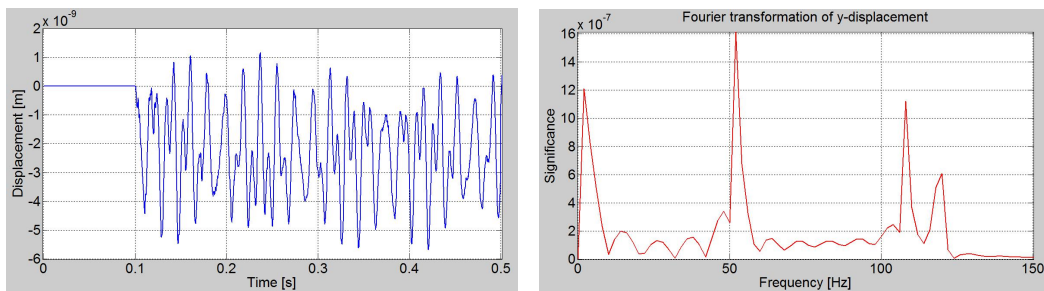 2 x 10^-9
1
0
-1
-2
-3
-4
-5
-6
0 0.1 0.2 0.3 0.4 0.5
Time [s]
Displacement [m]
Fourier transformation of y-displacement
16 x 10^-7
14
12
10
8
6
4
2
0
0 50 100 150
Frequency [Hz]
Significance